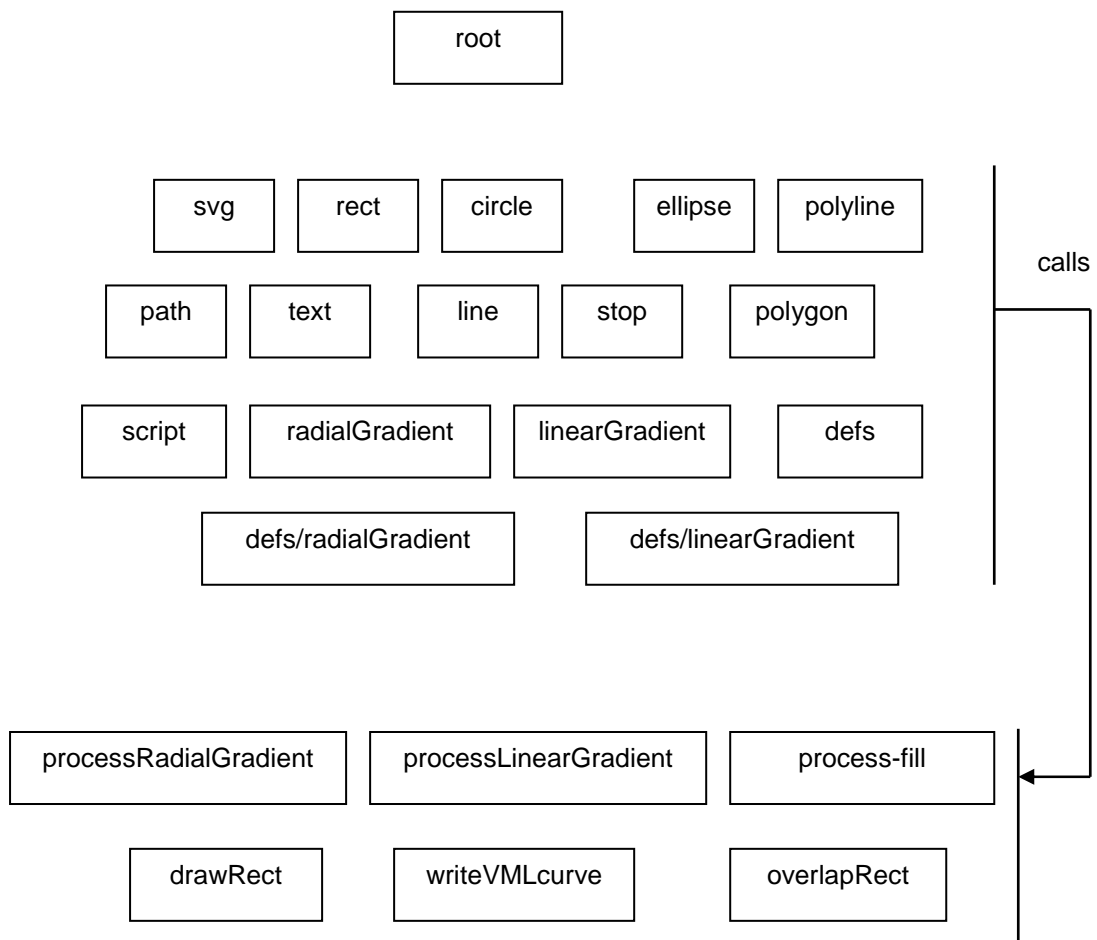 root
svg rect circle ellipse polyline
calls
path text line stop polygon
script radialGradient linearGradient defs
defs/radialGradient defs/linearGradient
processRadialGradient processLinearGradient process-fill
drawRect writeVMLcurve overlapRect